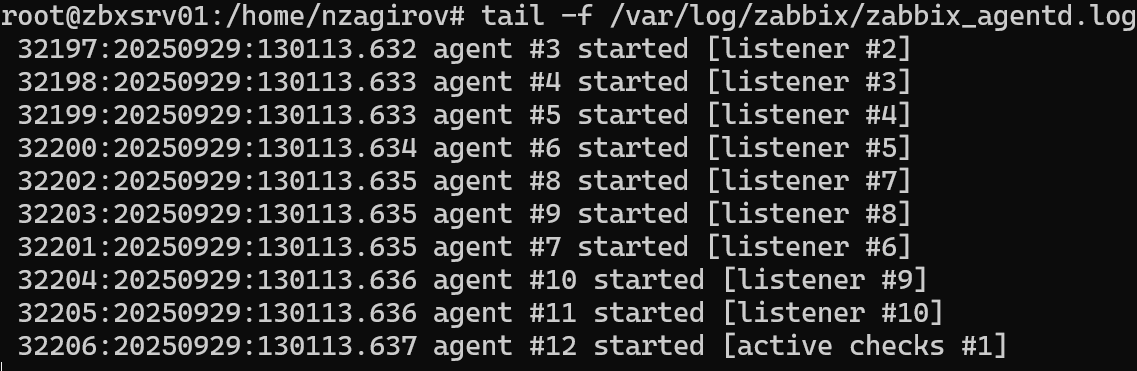 root@zbxsrv01:/home/nzagirov# tail -f /var/log/zabbix/zabbix_agentd.log
32197:20250929:130113.632 agent #3 started [listener #2]
32198:20250929:130113.633 agent #4 started [listener #3]
32199:20250929:130113.633 agent #5 started [listener #4]
32200:20250929:130113.634 agent #6 started [listener #5]
32202:20250929:130113.635 agent #8 started [listener #7]
32203:20250929:130113.635 agent #9 started [listener #8]
32201:20250929:130113.635 agent #7 started [listener #6]
32204:20250929:130113.636 agent #10 started [listener #9]
32205:20250929:130113.636 agent #11 started [listener #10]
32206:20250929:130113.637 agent #12 started [active checks #1]